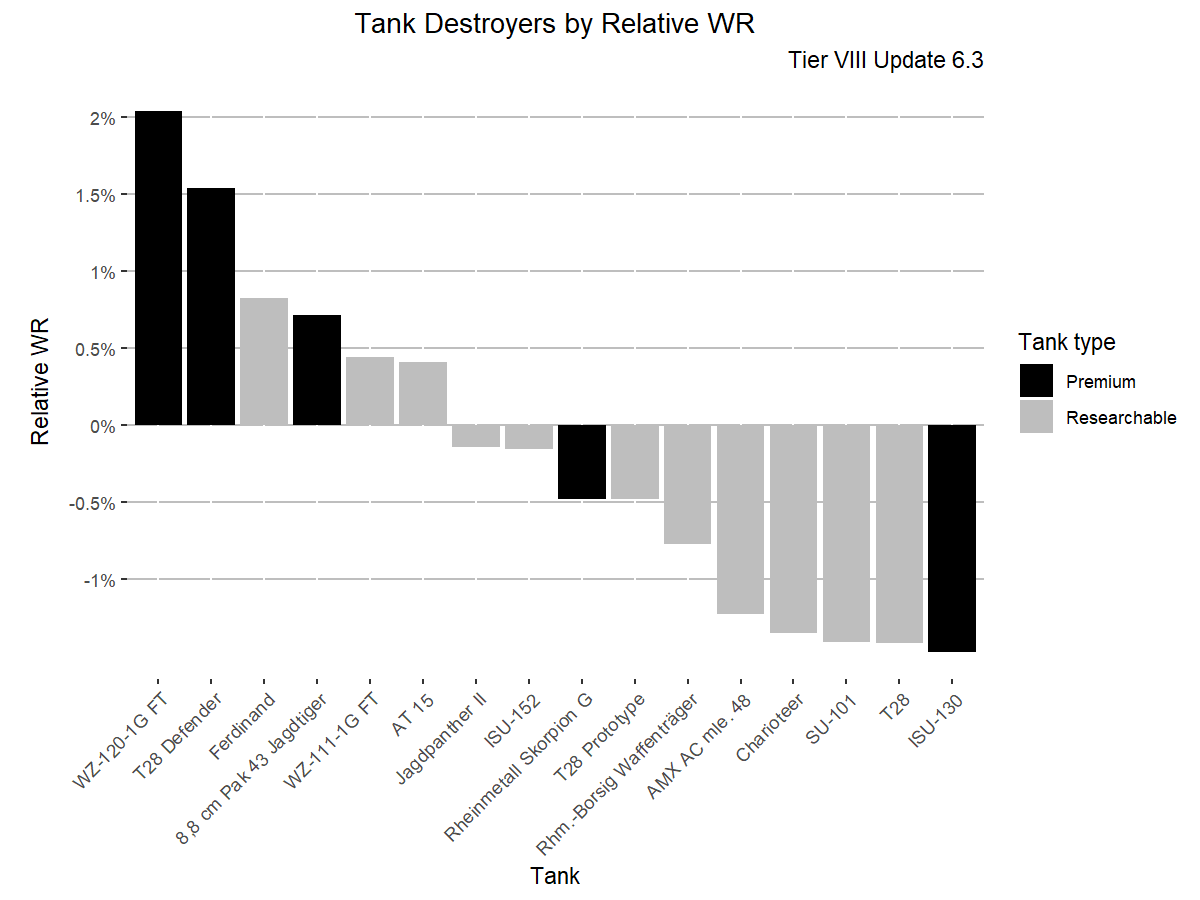 Tank Destroyers by Relative WR
Tier VIII Update 6.3
2%
1.5%
1%
0.5%
0%
-0.5%
-1%
Relative WR
WZ-120-1G FT
T28 Defender
Ferdinand
8,8 cm Pak 43 Jagdtiger
WZ-111-1G FT
AT 15
Jagdpanther II
ISU-152
Rheinmetall Skorpion G
T28 Prototype
Rhm.-Borsig Waffenträger
AMX AC mle. 48
Charioteer
SU-101
T28
ISU-130
Tank
Tank type
Premium
Researchable